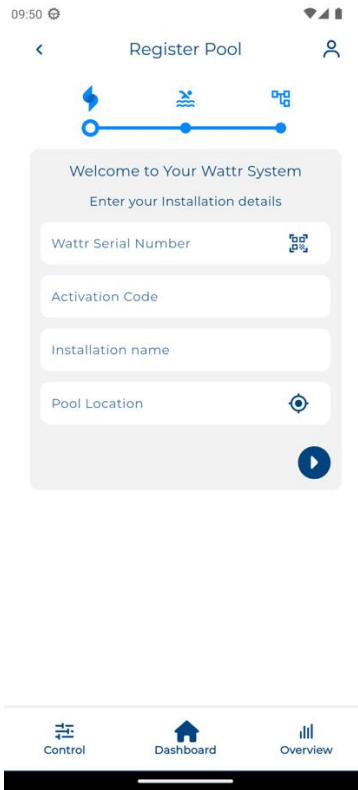 09:50
Register Pool
Welcome to Your Wattr System
Enter your Installation details
Wattr Serial Number
Activation Code
Installation name
Pool Location
Control Dashboard Overview